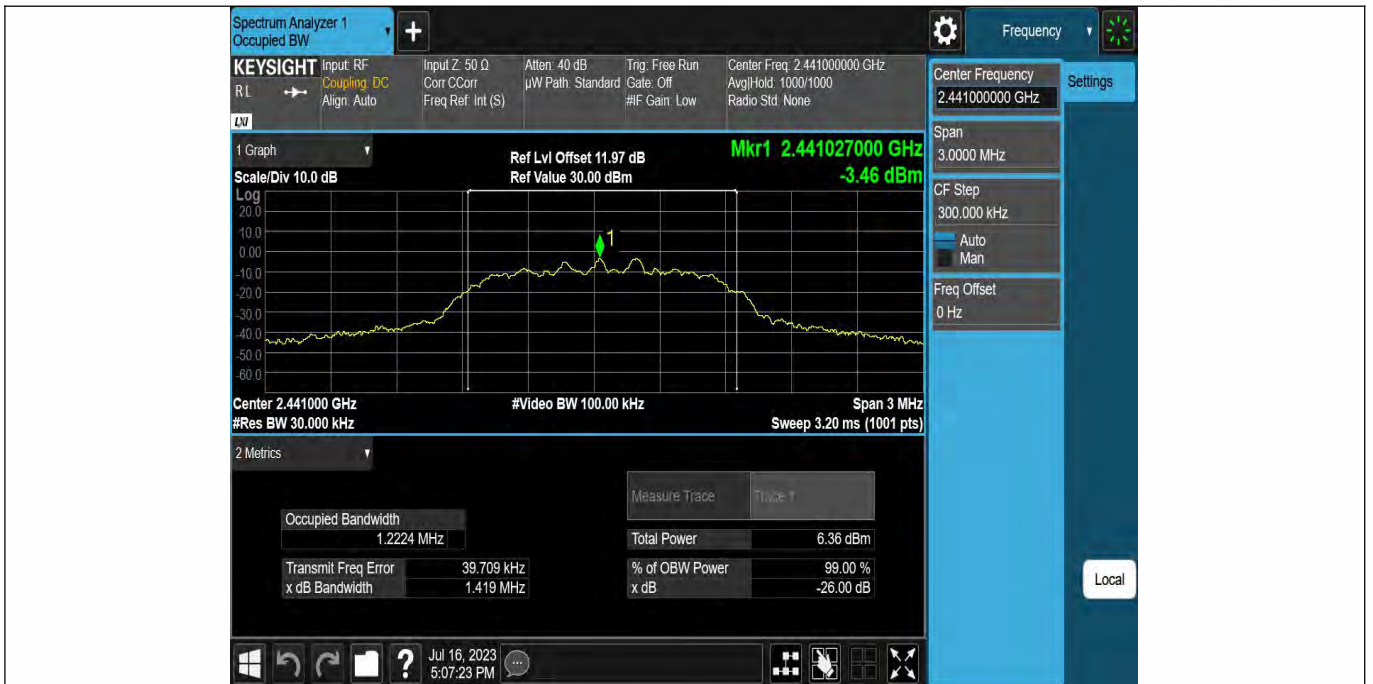 Spectrum Analyzer 1
Occupied BW
+
Frequency
KEYSIGHT
RL
LXI
Input: RF
Coupling: DC
Align: Auto
Input Z: 50 Ω
Corr CCorr
Freq Ref: Int (S)
Atten: 40 dB
µW Path: Standard
Trig: Free Run
Gate: Off
#IF Gain: Low
Center Freq: 2.441000000 GHz
Avg|Hold: 1000/1000
Radio Std: None
Center Frequency
2.441000000 GHz
Settings
Span
3.0000 MHz
CF Step
300.000 kHz
Auto
Man
Freq Offset
0 Hz
Local
1 Graph
Scale/Div 10.0 dB
Ref Lvl Offset 11.97 dB
Ref Value 30.00 dBm
Mkr1 2.441027000 GHz
-3.46 dBm
Log
20.0
10.0
0.00
-10.0
-20.0
-30.0
-40.0
-50.0
-60.0
1
Center 2.441000 GHz
#Res BW 30.000 kHz
#Video BW 100.00 kHz
Span 3 MHz
Sweep 3.20 ms (1001 pts)
2 Metrics
Measure Trace
Trace 1
Occupied Bandwidth
1.2224 MHz
Total Power 6.36 dBm
Transmit Freq Error 39.709 kHz
% of OBW Power 99.00 %
x dB Bandwidth 1.419 MHz
x dB -26.00 dB
?
Jul 16, 2023
5:07:23 PM